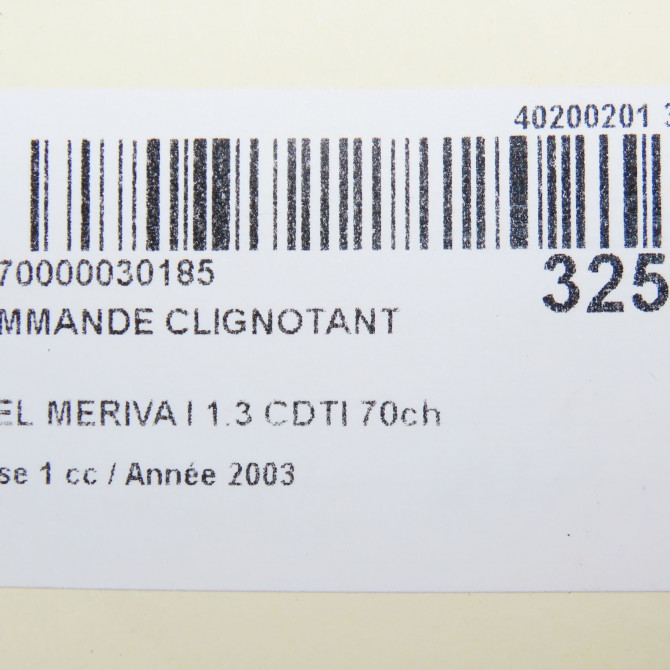 40200201 3
70000030185
325
MMANDE CLIGNOTANT
EL MERIVA I 1.3 CDTI 70ch
se 1 cc / Année 2003